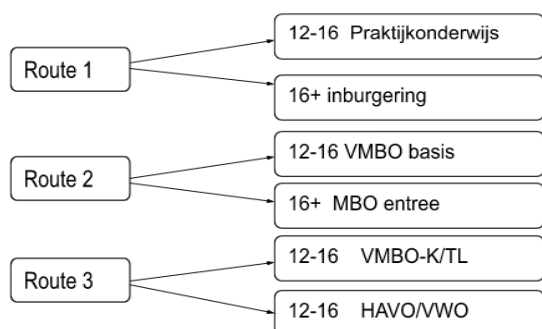 Route 1
12-16 Praktijkonderwijs
16+ inburgering
Route 2
12-16 VMBO basis
16+ MBO entree
Route 3
12-16 VMBO-K/TL
12-16 HAVO/VWO